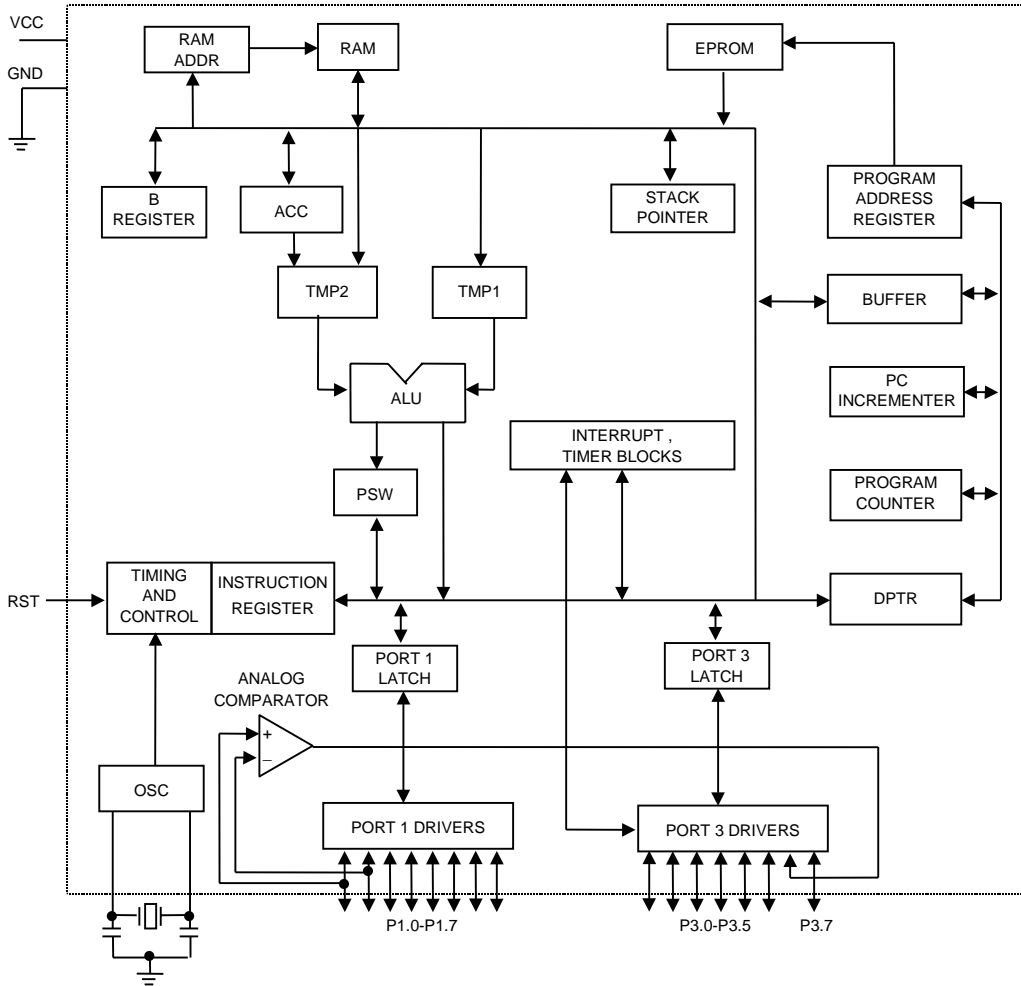 VCC
RAM
ADDR
RAM
EPROM
GND
B
REGISTER
ACC
STACK
POINTER
PROGRAM
ADDRESS
REGISTER
TMP2
TMP1
BUFFER
ALU
PC
INCREMENTER
INTERRUPT ,
TIMER BLOCKS
PSW
PROGRAM
COUNTER
RST
TIMING
AND
CONTROL
INSTRUCTION
REGISTER
DPTR
PORT 1
LATCH
PORT 3
LATCH
ANALOG
COMPARATOR
+
–
OSC
PORT 1 DRIVERS
PORT 3 DRIVERS
P1.0-P1.7
P3.0-P3.5
P3.7